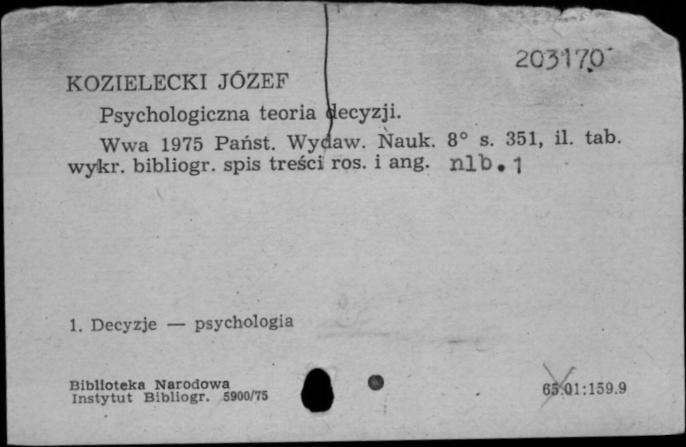 203170
KOZIELECKI JÓZEF
Psychologiczna teoria decyzji.
Wwa 1975 Państ. Wydaw. Nauk. 8° s. 351, il. tab.
wykr. bibliogr. spis treści ros. i ang. nlb. 1
1. Decyzje — psychologia
Biblioteka Narodowa
Instytut Bibliogr. 5900/75
65.01:159.9